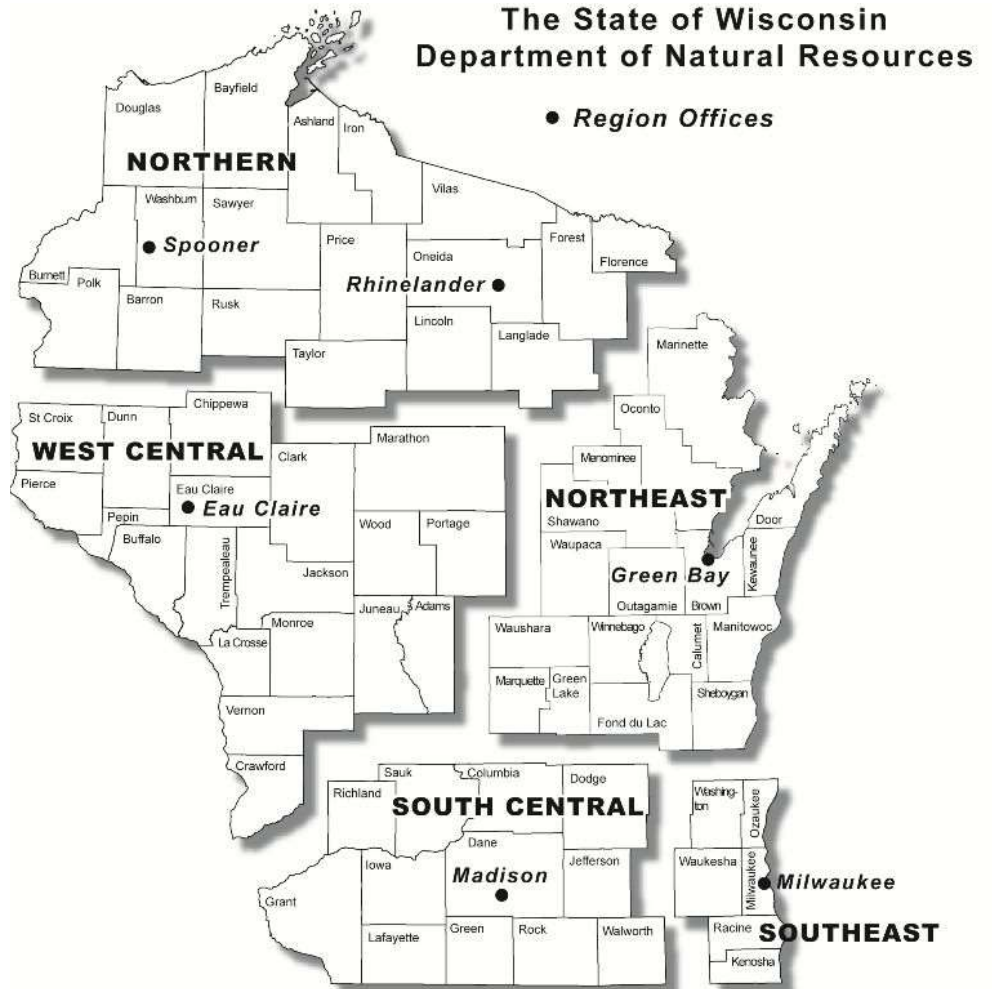 The State of Wisconsin
Department of Natural Resources
Region Offices
Douglas
Bayfield
Ashland
Iron
NORTHERN
Vilas
Washburn
Sawyer
Spooner
Price
Oneida
Forest
Florence
Burnett
Polk
Barron
Rusk
Rhinelander
Lincoln
Langlade
Taylor
Marinette
Chippewa
St Croix
Dunn
WEST CENTRAL
Clark
Marathon
Pierce
Eau Claire
Eau Claire
Pepin
Buffalo
Trempealeau
Wood
Portage
Jackson
Juneau
Adams
La Crosse
Monroe
Vernon
Crawford
Oconto
Menominee
NORTHEAST
Shawano
Door
Waupaca
Kewaunee
Green Bay
Outagamie
Brown
Waushara
Winnebago
Calumet
Manitowoc
Marquette
Green
Lake
Sheboygan
Fond du Lac
Sauk
Columbia
Dodge
Richland
SOUTH CENTRAL
Dane
Iowa
Jefferson
Madison
Grant
Lafayette
Green
Rock
Walworth
Washing-
ton
Ozaukee
Waukesha
Milwaukee
Milwaukee
Racine
SOUTHEAST
Kenosha